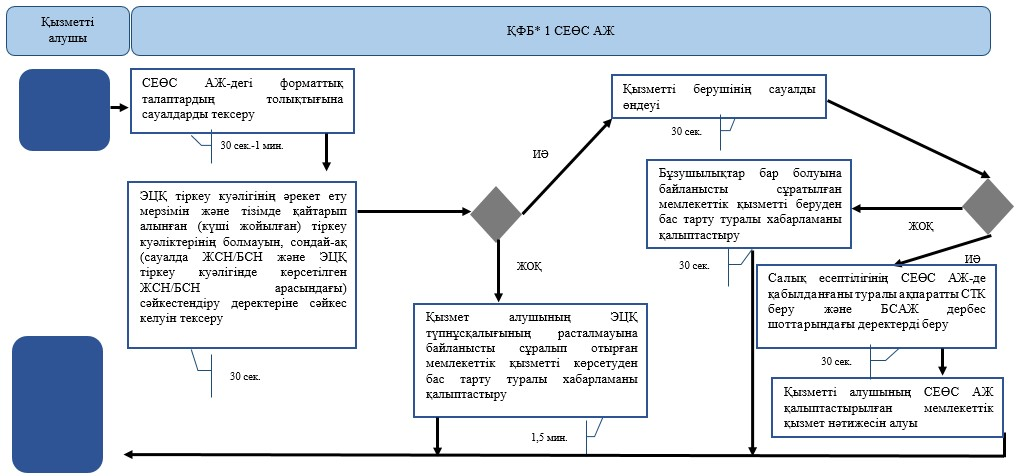 Қызметті
алушы
ҚФБ* 1 СЕӨС АЖ
СЕӨС АЖ-дегі форматтық
талаптардың толықтығына
сауалдарды тексеру
30 сек.-1 мин.
ЭЦҚ тіркеу куәлігінің әрекет ету
мерзімін және тізімде қайтарып
алынған (күші жойылған) тіркеу
куәліктерінің болмауын, сондай-ақ
(сауалда ЖСН/БСН және ЭЦҚ
тіркеу куәлігінде көрсетілген
ЖСН/БСН арасындағы)
сәйкестендіру деректеріне сәйкес
келуін тексеру
30 сек.
ИӘ
ЖОҚ
Қызмет алушының ЭЦҚ
түпнұсқалығының расталмауына
байланысты сұралып отырған
мемлекеттік қызметті көрсетуден
бас тарту туралы хабарламаны
қалыптастыру
1,5 мин.
Қызметті берушінің сауалды
өндеуі
30 сек.
Бұзушылықтар бар болуына
байланысты сұратылған
мемлекеттік қызметті беруден
бас тарту туралы хабарламаны
қалыптастыру
30 сек.
ЖОҚ
ИӘ
Салық есептілігінің СЕӨС АЖ-де
қабылданғаны туралы ақпаратты СТК
беру және БСАЖ дербес
шоттарындағы деректерді беру
30 сек.
Қызметті алушының СЕӨС АЖ
қалыптастырылған мемлекеттік
қызмет нәтижесін алуы